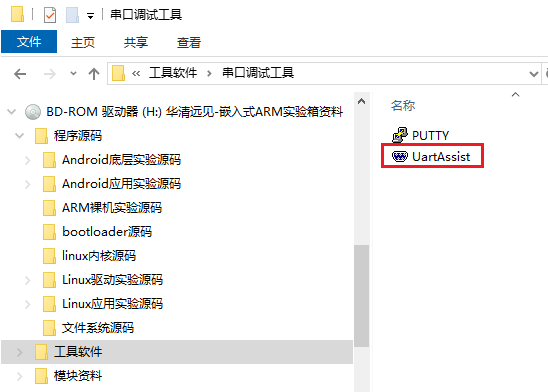 串口调试工具
文件 主页 共享 查看
« 工具软件 › 串口调试工具
BD-ROM 驱动器 (H:) 华清远见-嵌入式ARM实验箱资料
程序源码
Android底层实验源码
Android应用实验源码
ARM裸机实验源码
bootloader源码
linux内核源码
Linux驱动实验源码
Linux应用实验源码
文件系统源码
工具软件
模块资料
名称
PUTTY
UartAssist